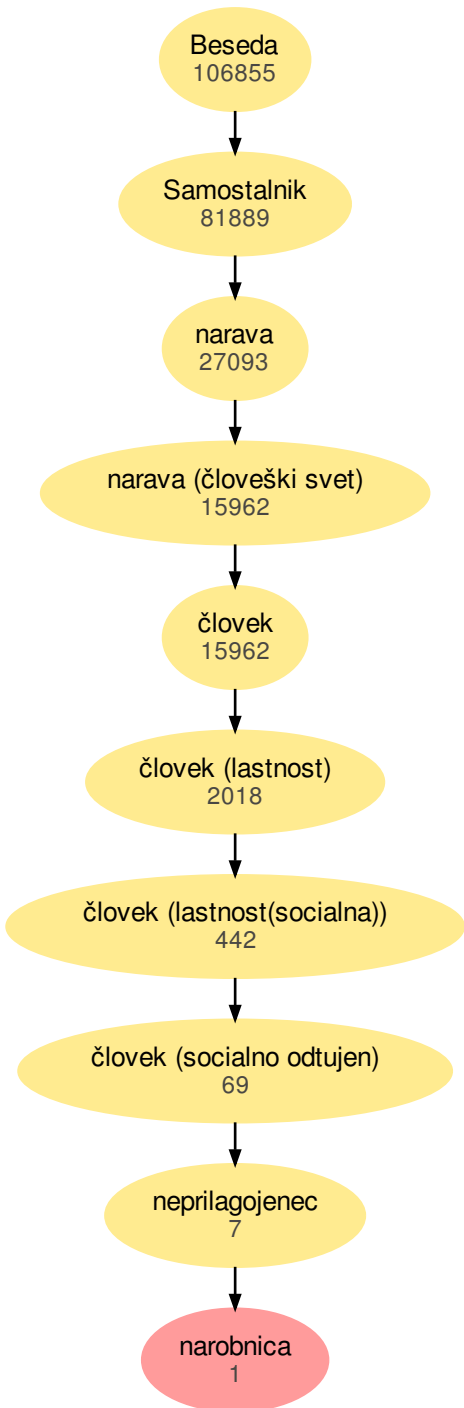 Beseda
106855
Samostalnik
81889
narava
27093
narava (človeški svet)
15962
človek
15962
človek (lastnost)
2018
človek (lastnost(socialna))
442
človek (socialno odtujen)
69
neprilagojenec
7
narobnica
1